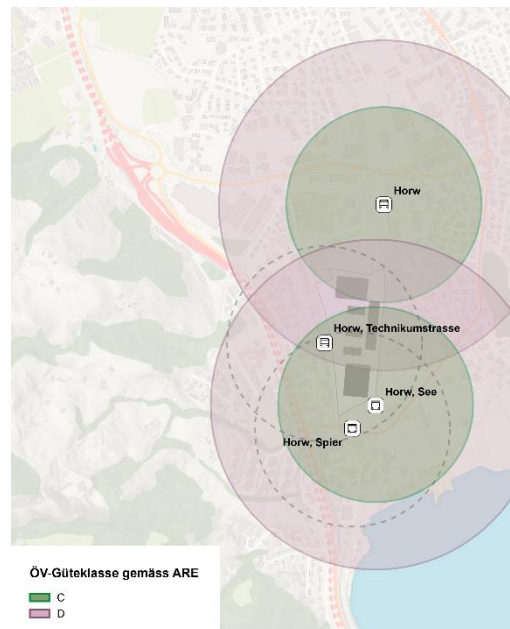 Horw
Horw, Technikumstrasse
Horw, See
Horw, Spier
ÖV-Güteklasse gemäss ARE
C
D